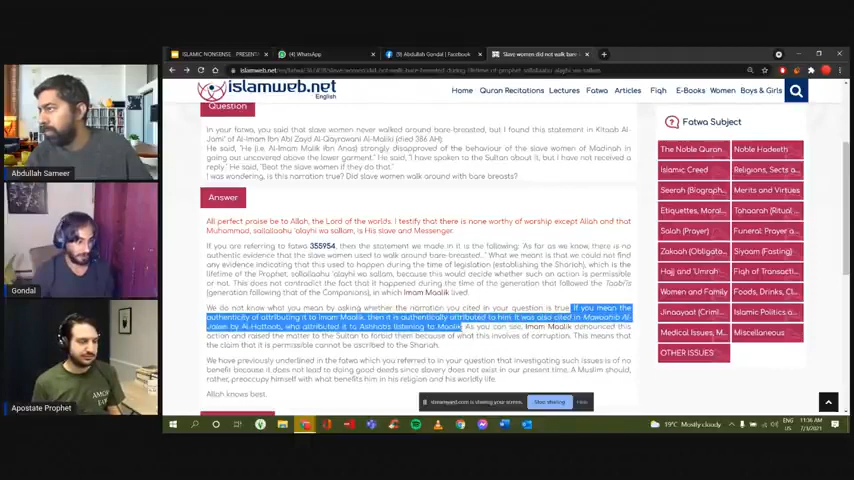 ISLAMIC NONSENSE : PRESENT
(4) WhatsApp
Abdullah Gondal | Facebook
Slave women did not walk bare-
islamweb.net
English
Home Quran Recitations Lectures Fatwa Articles Fiqh E-Books Women Boys & Girls
Question
In your fatwa, you said that slave women never walked around bare-breasted, but I found this statement in Kitaab Al-
Jami' of Al-Imam Ibn Abi Zayd Al-Qayrawani Al-Maliki (died 386 AH)
He said, "He (i.e. Al-Imam Malik ibn Anas) strongly disapproved of the behaviour of the slave women of Madinah in
going out uncovered above the lower garment." He said, "I have spoken to the Sultan about it, but I have not received a
reply." He said, "Beat the slave women if they do that."
I was wondering, is this narration true? Did slave women walk around with bare breasts?
Answer
All perfect praise be to Allah, the Lord of the worlds. I testify that there is none worthy of worship except Allah and that
Muhammad, sallallaahu 'alayhi wa sallam, is His slave and Messenger.
If you are referring to fatwa 355954, then the statement we made in it is the following: "As far as we know, there is no
authentic evidence that the slave women used to walk around bare-breasted..." What we meant is that we could not find
any evidence indicating that this used to happen during the time of legislation (establishing the Shariah), which is the
lifetime of the Prophet, sallallaahu 'alayhi wa sallam, because this would decide whether such an action is permissible
or not. This does not contradict the fact that it happened during the time of the generation that followed the Taabi'is
(generation following that of the Companions), in which Imam Maalik lived.
We do not know what you mean by asking whether the narration you cited in your question is true. If you mean the
authenticity of attributing it to Imam Maalik, then it is authentically attributed to him. It was also cited in Mawaahib Al-
Jaleel by Al-Hattaab, who attributed it to Ashhab's listening to Maalik. As you can see, Imam Maalik denounced this
action and raised the matter to the Sultan to forbid them because of what this involves of corruption. This means that
the claim that it is permissible cannot be ascribed to the Shariah.
We have previously underlined in the fatwa which you referred to in your question that investigating such issues is of no
benefit because it does not lead to doing good deeds since slavery does not exist in our present time. A Muslim should,
rather, preoccupy himself with what benefits him in his religion and his worldly life.
Allah knows best.
Fatwa Subject
The Noble Quran Noble Hadeeth
Islamic Creed Religions, Sects a
Seerah (Biograph Merits and Virtues
Etiquettes, Moral Tahaarah (Ritual
Salah (Prayer) Funeral: Prayer a
Zakaah (Obligato Siyaam (Fasting)
Hajj and 'Umrah Fiqh of Transacti
Women and Family Foods, Drinks, C
Jinaayaat (Crimi Islamic Politics a
Medical Issues, M Miscellaneous
OTHER ISSUES
streamyard.com is sharing your screen.
Stop sharing
Hide
19°C Mostly cloudy
ENG
US
11:36 AM
7/3/2021
Abdullah Sameer
Gondal
Apostate Prophet